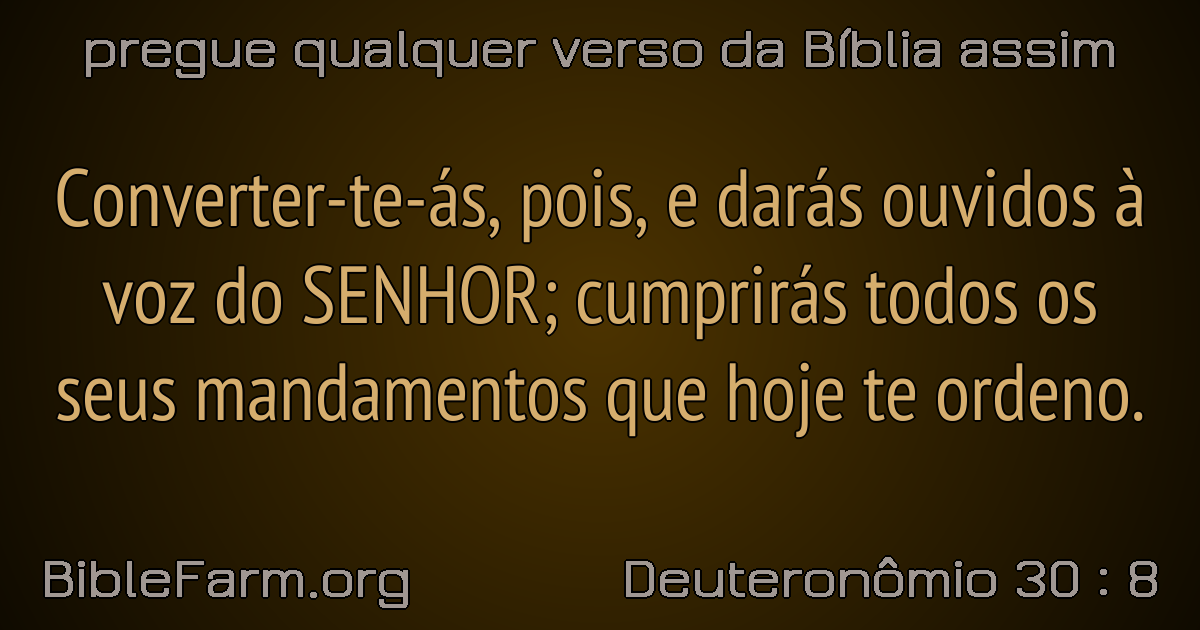 pregue qualquer verso da Bíblia assim
Converter-te-ás, pois, e darás ouvidos à
voz do SENHOR; cumprirás todos os
seus mandamentos que hoje te ordeno.
BibleFarm.org
Deuteronômio 30 : 8